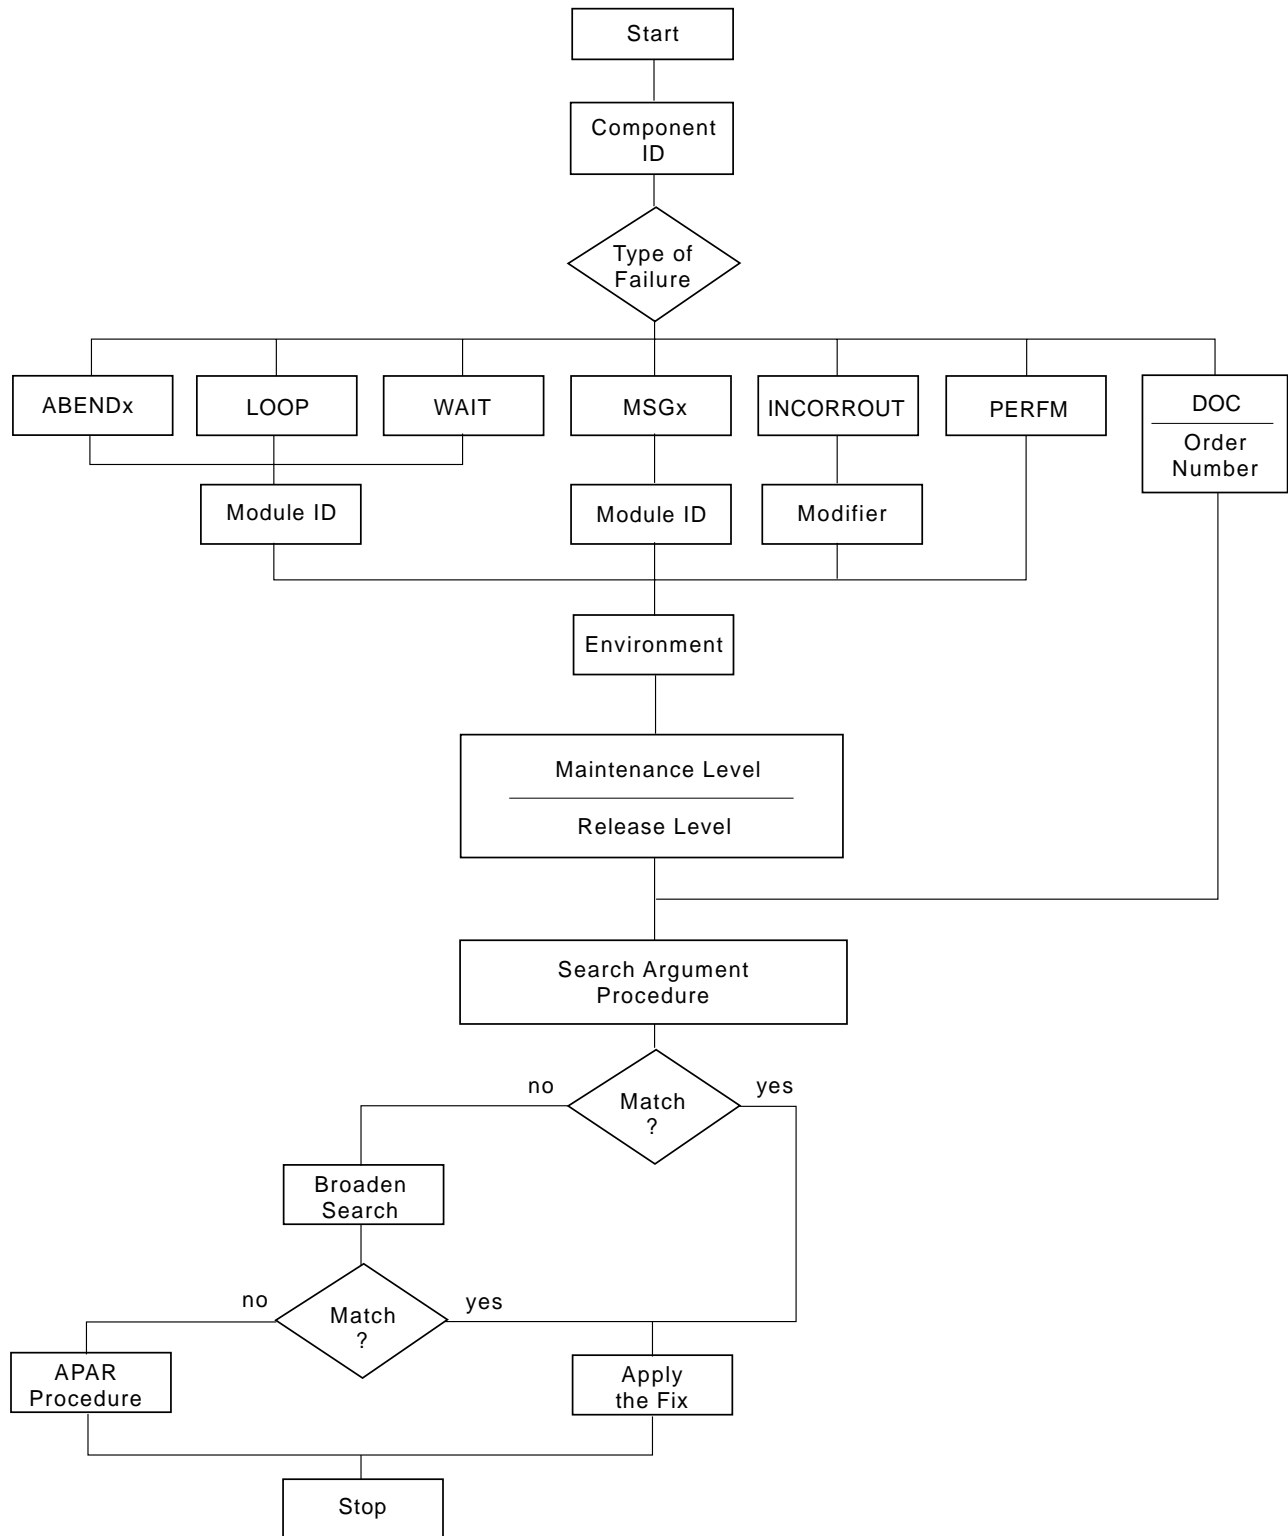 Start
Component
ID
Type of
Failure
ABENDx
LOOP
WAIT
MSGx
INCORROUT
PERFM
DOC
Order
Number
Module ID
Module ID
Modifier
Environment
Maintenance Level
Release Level
Search Argument
Procedure
no
yes
Match
?
Broaden
Search
no
yes
Match
?
APAR
Procedure
Apply
the Fix
Stop